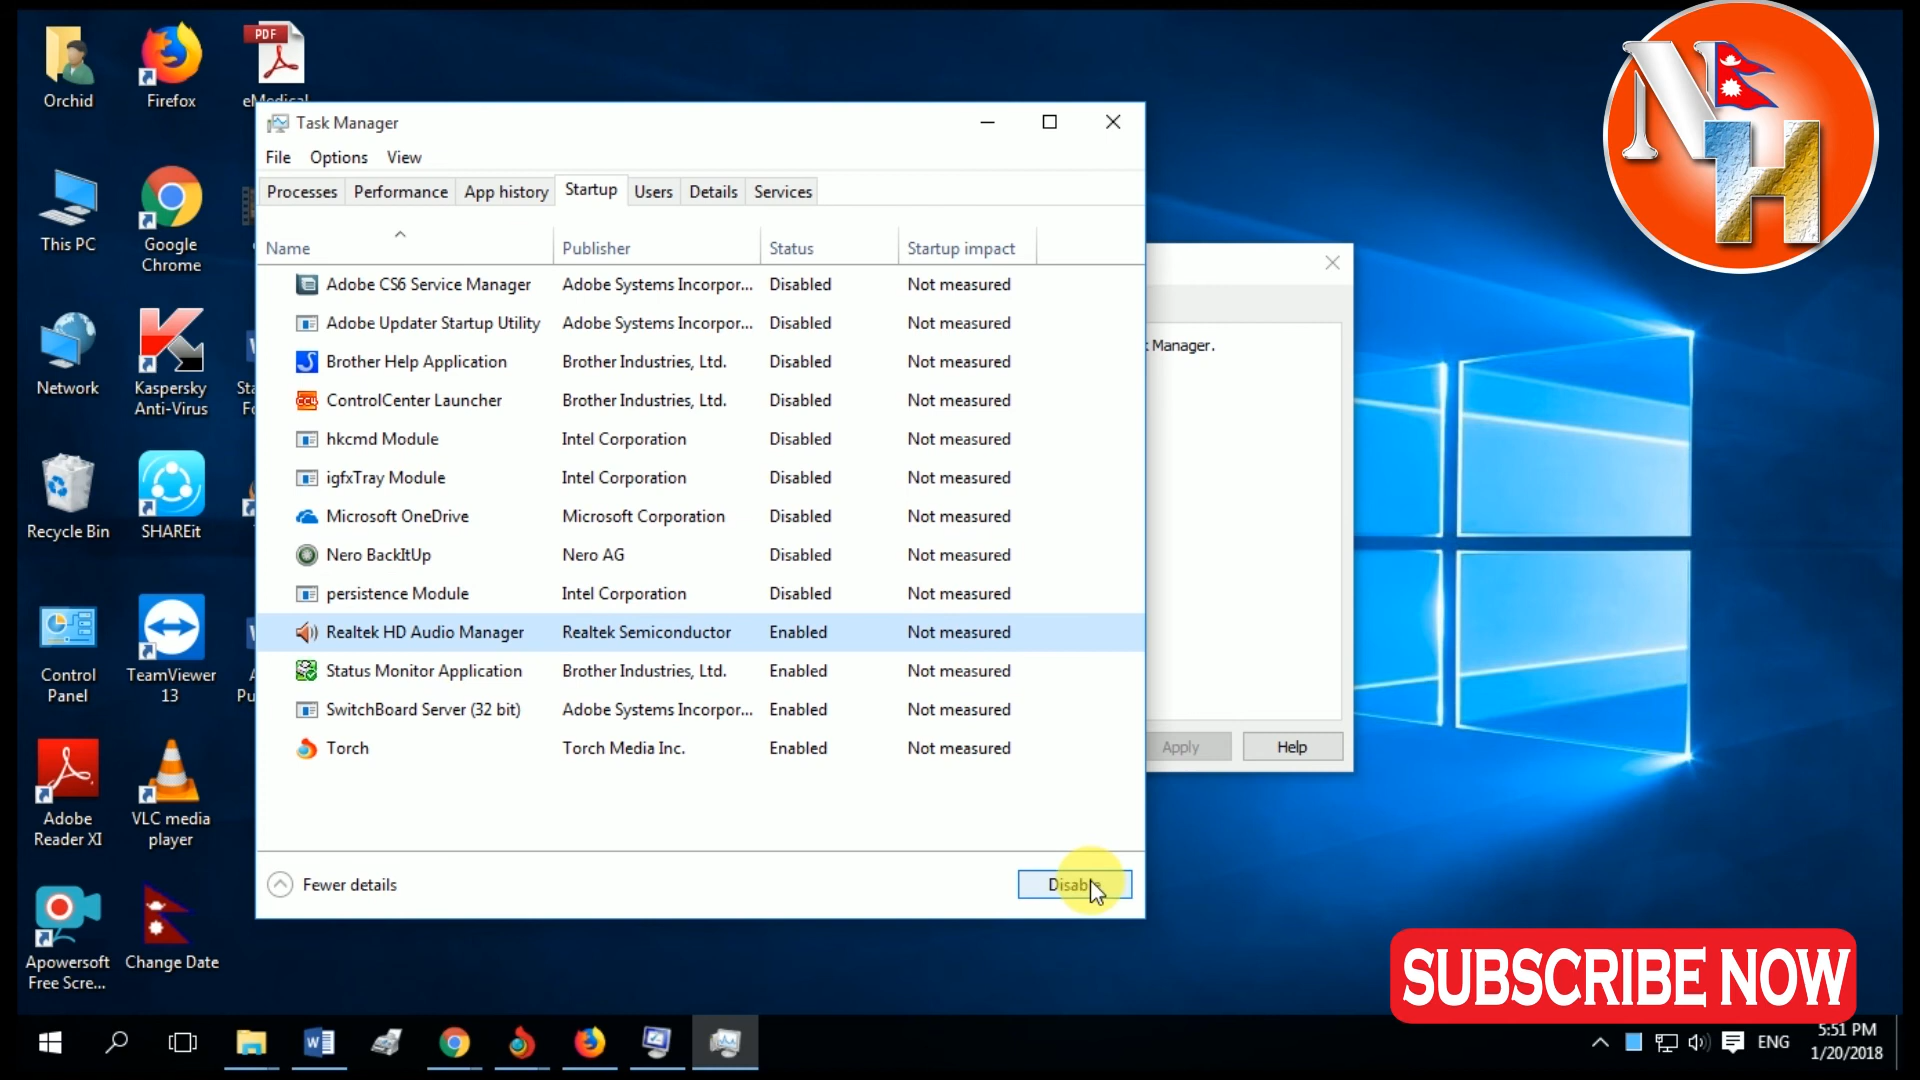 Orchid
Firefox
PDF
eMedical
This PC
Google
Chrome
Network
Kaspersky
Anti-Virus
Recycle Bin
SHAREit
Control
Panel
TeamViewer
13
Adobe
Reader XI
VLC media
player
Apowersoft
Free Scre...
Change Date
Task Manager
File Options View
Processes Performance App history Startup Users Details Services
Name Publisher Status Startup impact
Adobe CS6 Service Manager Adobe Systems Incorpor... Disabled Not measured
Adobe Updater Startup Utility Adobe Systems Incorpor... Disabled Not measured
Brother Help Application Brother Industries, Ltd. Disabled Not measured
CC4 ControlCenter Launcher Brother Industries, Ltd. Disabled Not measured
hkcmd Module Intel Corporation Disabled Not measured
igfxTray Module Intel Corporation Disabled Not measured
Microsoft OneDrive Microsoft Corporation Disabled Not measured
Nero BackItUp Nero AG Disabled Not measured
persistence Module Intel Corporation Disabled Not measured
Realtek HD Audio Manager Realtek Semiconductor Enabled Not measured
Status Monitor Application Brother Industries, Ltd. Enabled Not measured
SwitchBoard Server (32 bit) Adobe Systems Incorpor... Enabled Not measured
Torch Torch Media Inc. Enabled Not measured
Fewer details
Disable
Manager.
Apply Help
NH
SUBSCRIBE NOW
ENG
5:51 PM
1/20/2018